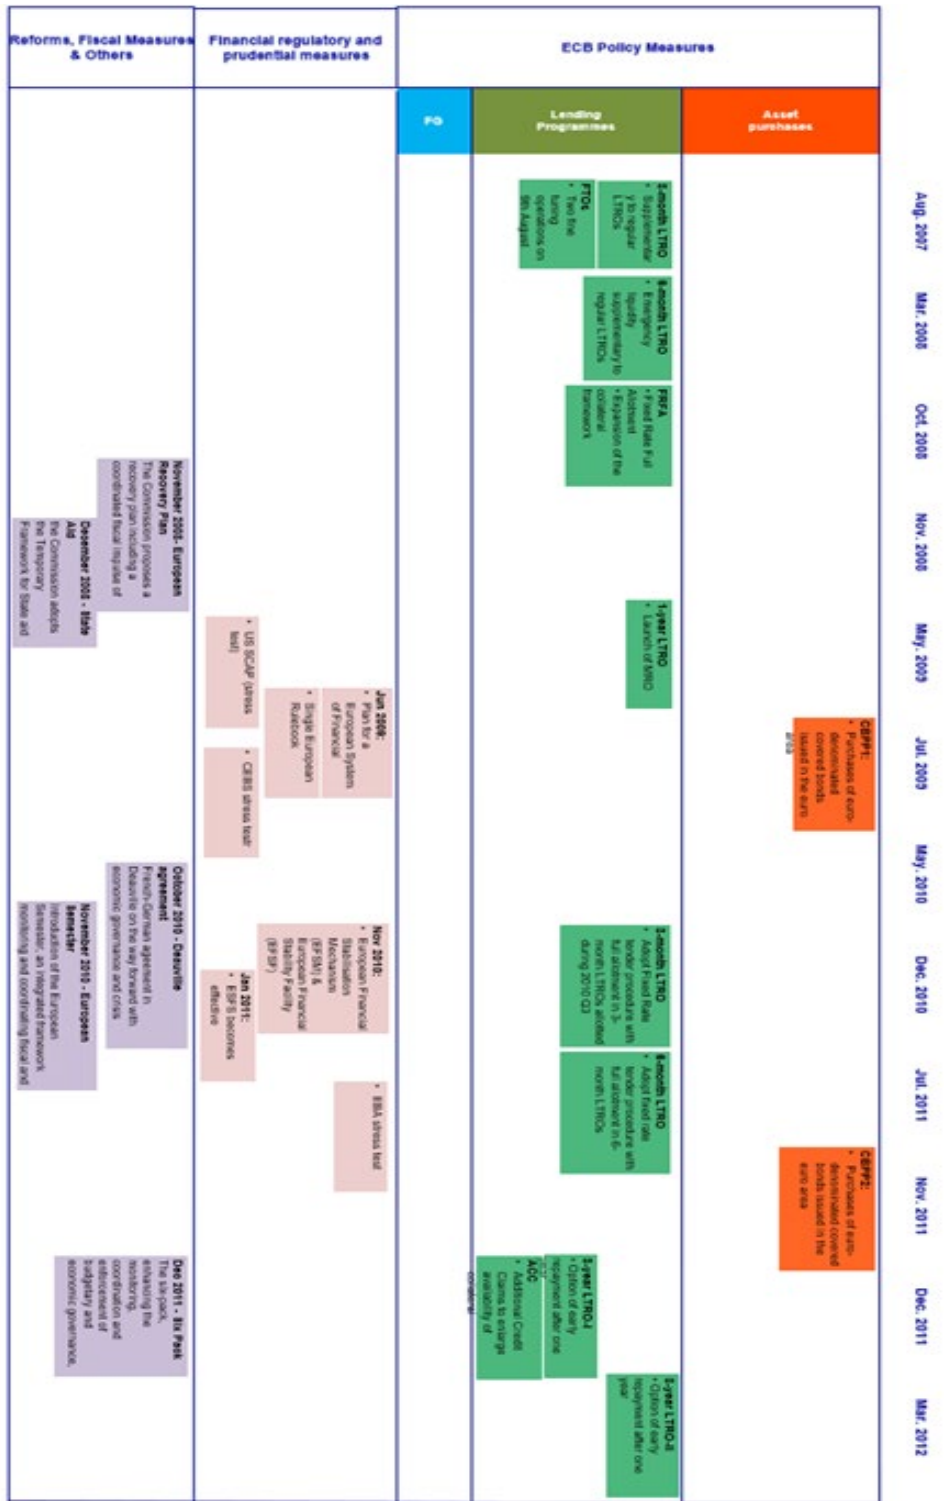 Reforms, Fiscal Measures
& Others
Financial regulatory and
prudential measures
ECB Policy Measures
FG
Lending
Programmes
Asset
purchases
Aug. 2007
Mar. 2008
Oct. 2008
Nov. 2008
May. 2009
Jul. 2009
May. 2010
Dec. 2010
Jul. 2011
Nov. 2011
Dec. 2011
Mar. 2012
CBPP1:
• Purchases of euro-
denominated
covered bonds
issued in the euro
area
CBPP2:
• Purchases of euro-
denominated covered
bonds issued in the
euro area
-month LTRO
• Supplementar
y to regular
LTROs
FTOs
• Two fine
tuning
operations on
9th August
6-month LTRO
• Emergency
liquidity
supplementary to
regular LTROs
FRFA
• Fixed Rate Full
Allotment
• Expansion of the
collateral
framework
1-year LTRO
• Launch of MRO
3-month LTRO
• Adopt Fixed Rate
tender procedure with
full allotment in 3-
month LTROs allotted
during 2010 Q3
6-month LTRO
• Adopt fixed rate
tender procedure with
full allotment in 6-
month LTROs
3-year LTRO-I
• Option of early
repayment after one
ACC
• Additional Credit
Claims to enlarge
availability of
collateral
3-year LTRO-II
• Option of early
repayment after one
year
• US SCAP (stress
test)
Jun 2009:
• Plan for a
European System
of Financial
• Single European
Rulebook
• CEBS stress testr
Nov 2010:
• European Financial
Stabilisation
Mechanism
(EFSM) &
European Financial
Stability Facility
(EFSF)
Jan 2011:
• ESFS becomes
effective
• EBA stress test
November 2008- European
Recovery Plan
The Commission proposes a
recovery plan including a
coordinated fiscal impulse of
December 2008 - State
Aid
the Commission adopts
the Temporary
Framework for State aid
October 2010 - Deauville
agreement
French-German agreement in
Deauville on the way forward with
economic governance and crisis
November 2010 - European
Semester
Introduction of the European
Semester, an integrated framework
monitoring and coordinating fiscal and
Dec 2011 - Six Pack
The six-pack,
enhancing the
monitoring,
coordination and
enforcement of
budgetary and
economic governance,